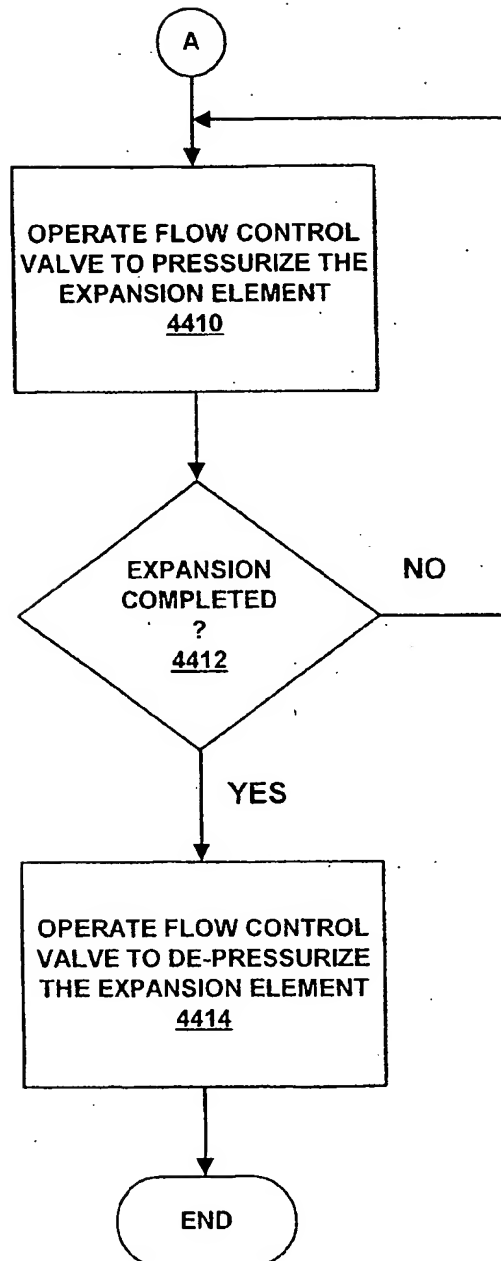 A
OPERATE FLOW CONTROL
VALVE TO PRESSURIZE THE
EXPANSION ELEMENT
4410
EXPANSION
COMPLETED
?
4412
NO
YES
OPERATE FLOW CONTROL
VALVE TO DE-PRESSURIZE
THE EXPANSION ELEMENT
4414
END